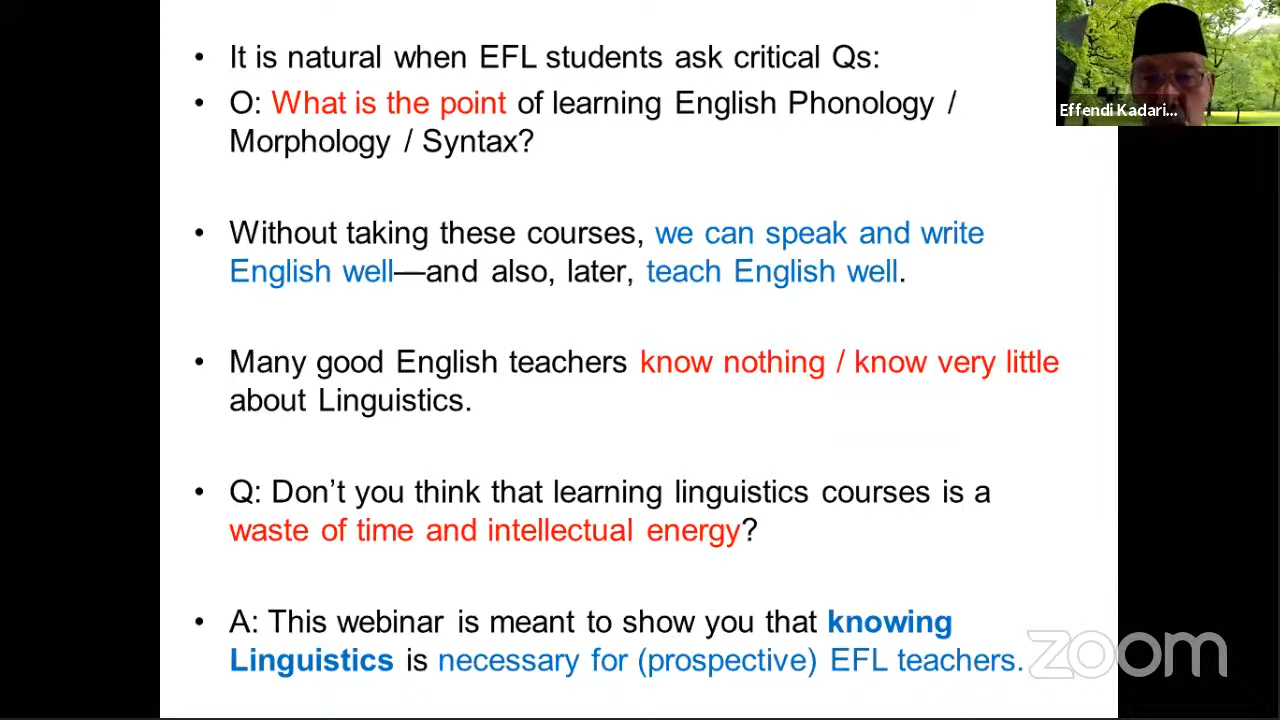 • It is natural when EFL students ask critical Qs:
• O: What is the point of learning English Phonology /
Morphology / Syntax?
• Without taking these courses, we can speak and write
English well—and also, later, teach English well.
• Many good English teachers know nothing / know very little
about Linguistics.
• Q: Don’t you think that learning linguistics courses is a
waste of time and intellectual energy?
• A: This webinar is meant to show you that knowing
Linguistics is necessary for (prospective) EFL teachers.
Effendi Kadari...
zoom